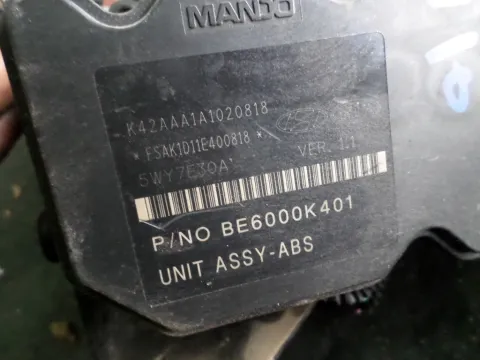 MANDO
K42AAA1A1020818
* FSAK1D11E400818 *
5WY7E30A VER. 1.1
P/NO BE6000K401
UNIT ASSY-ABS